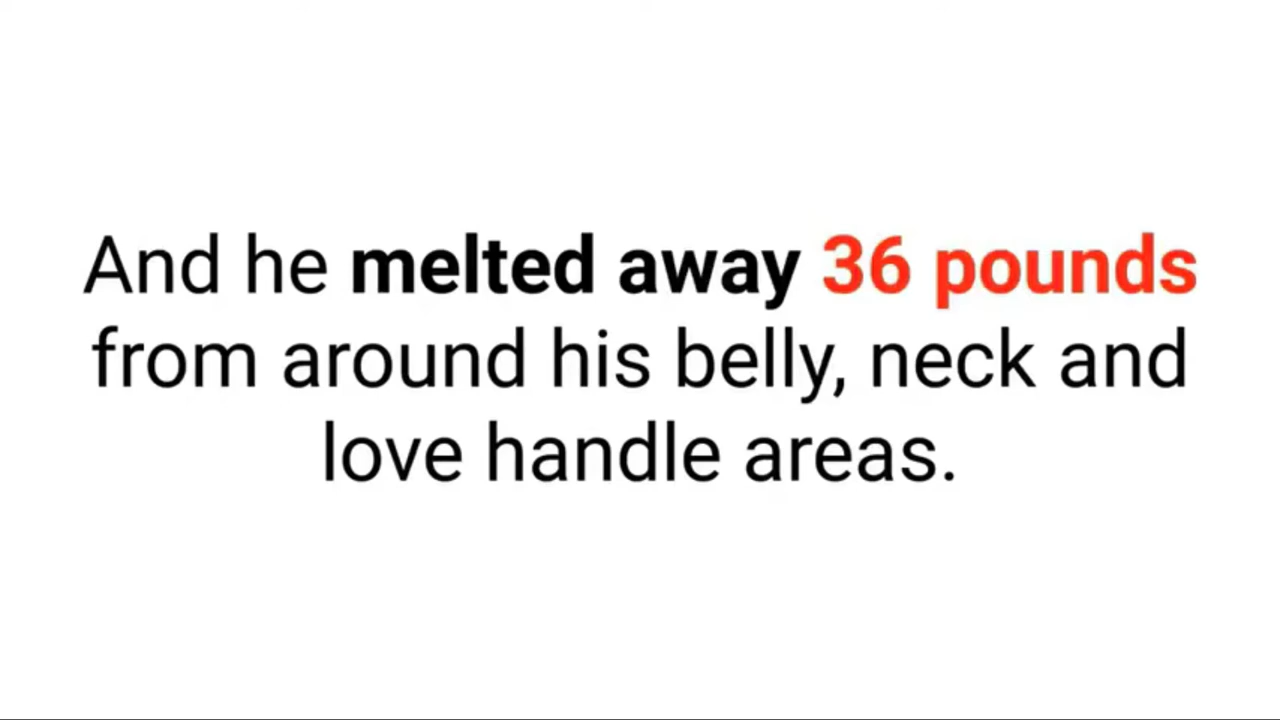 And he melted away 36 pounds
from around his belly, neck and
love handle areas.